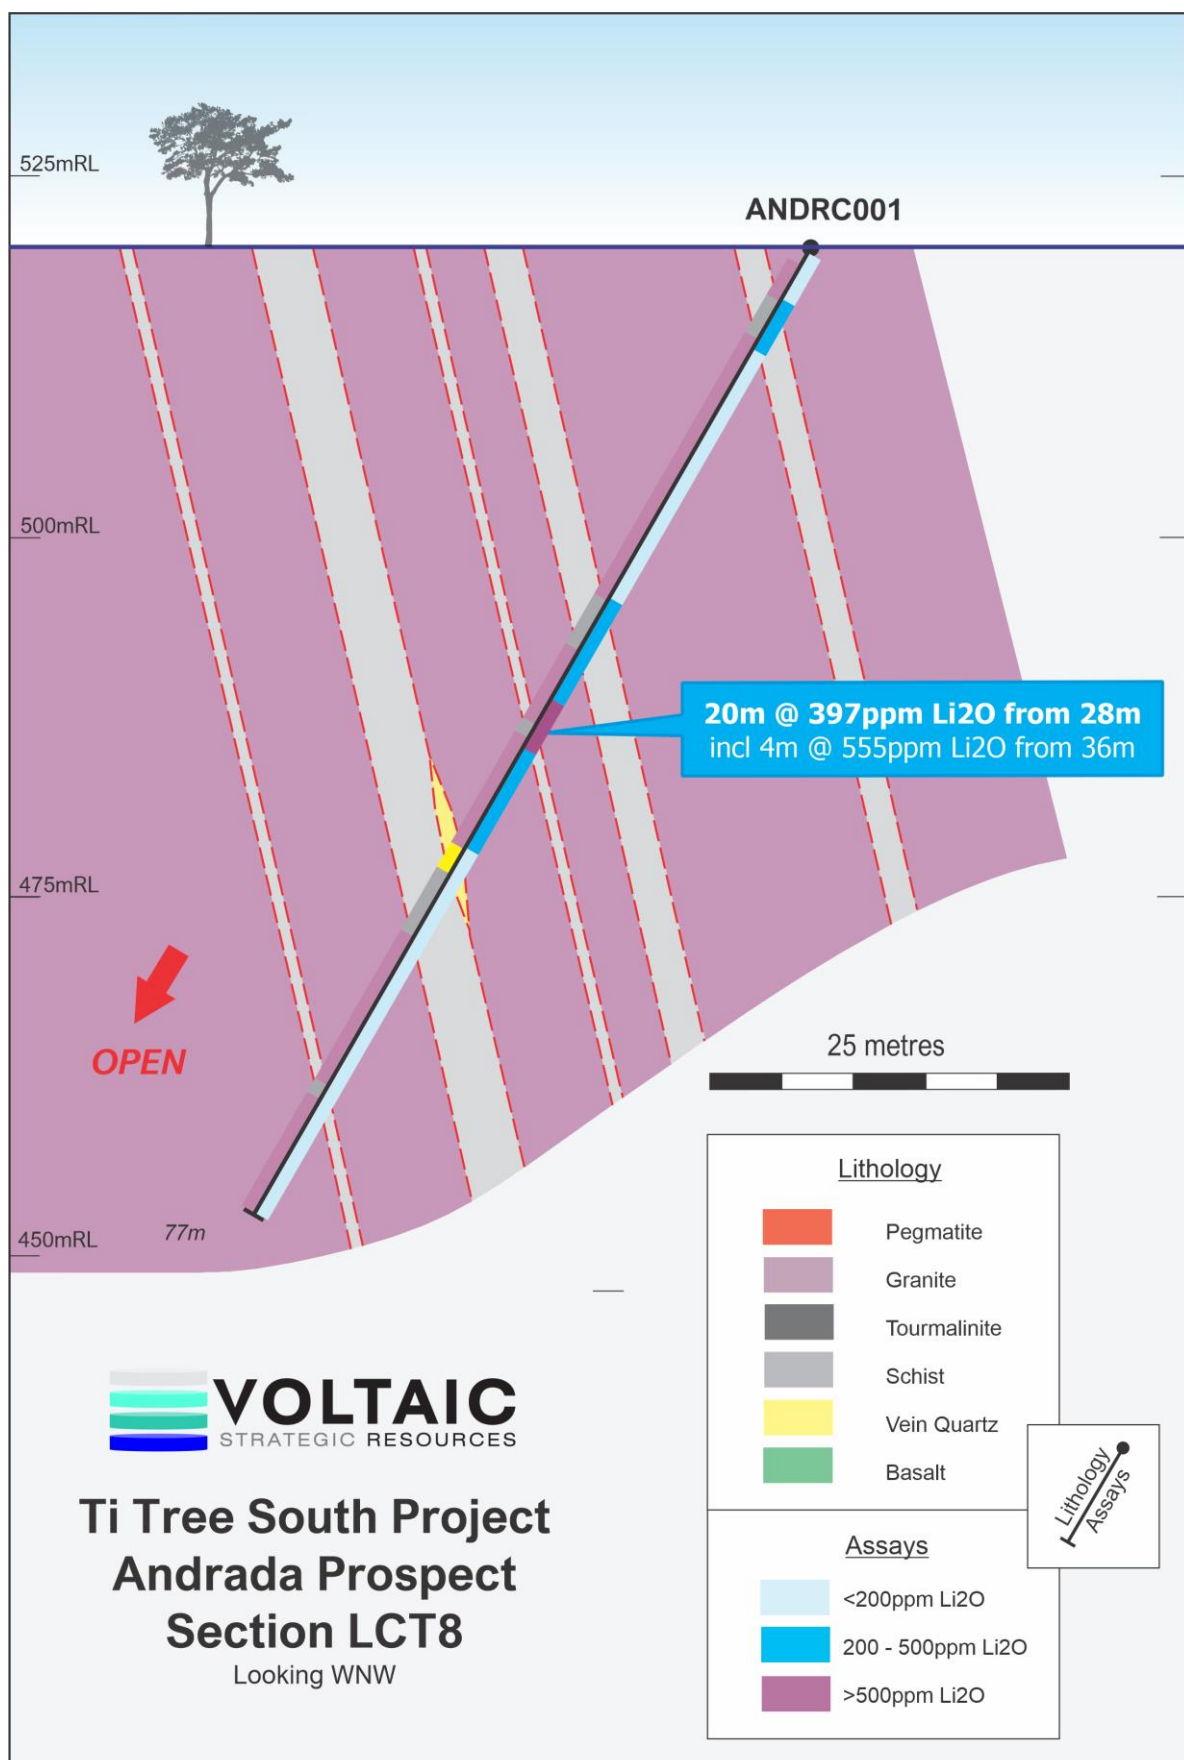 525mRL
ANDRC001
500mRL
20m @ 397ppm Li2O from 28m
incl 4m @ 555ppm Li2O from 36m
475mRL
OPEN
25 metres
77m
450mRL
Lithology
Pegmatite
Granite
Tourmalinite
Schist
Vein Quartz
Basalt
Lithology
Assays
Assays
<200ppm Li2O
200 - 500ppm Li2O
>500ppm Li2O
VOLTAIC
STRATEGIC RESOURCES
Ti Tree South Project
Andrada Prospect
Section LCT8
Looking WNW